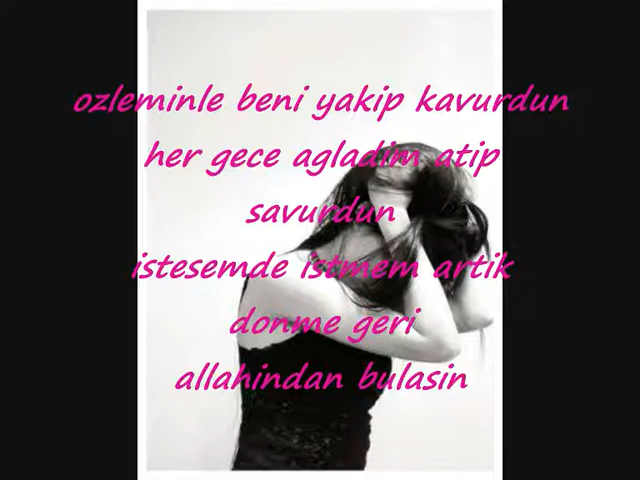 ozleminle beni yakip kavurdun
her gece agladim atip
savurdun
istesemde istmem artik
donme geri
allahindan bulasin